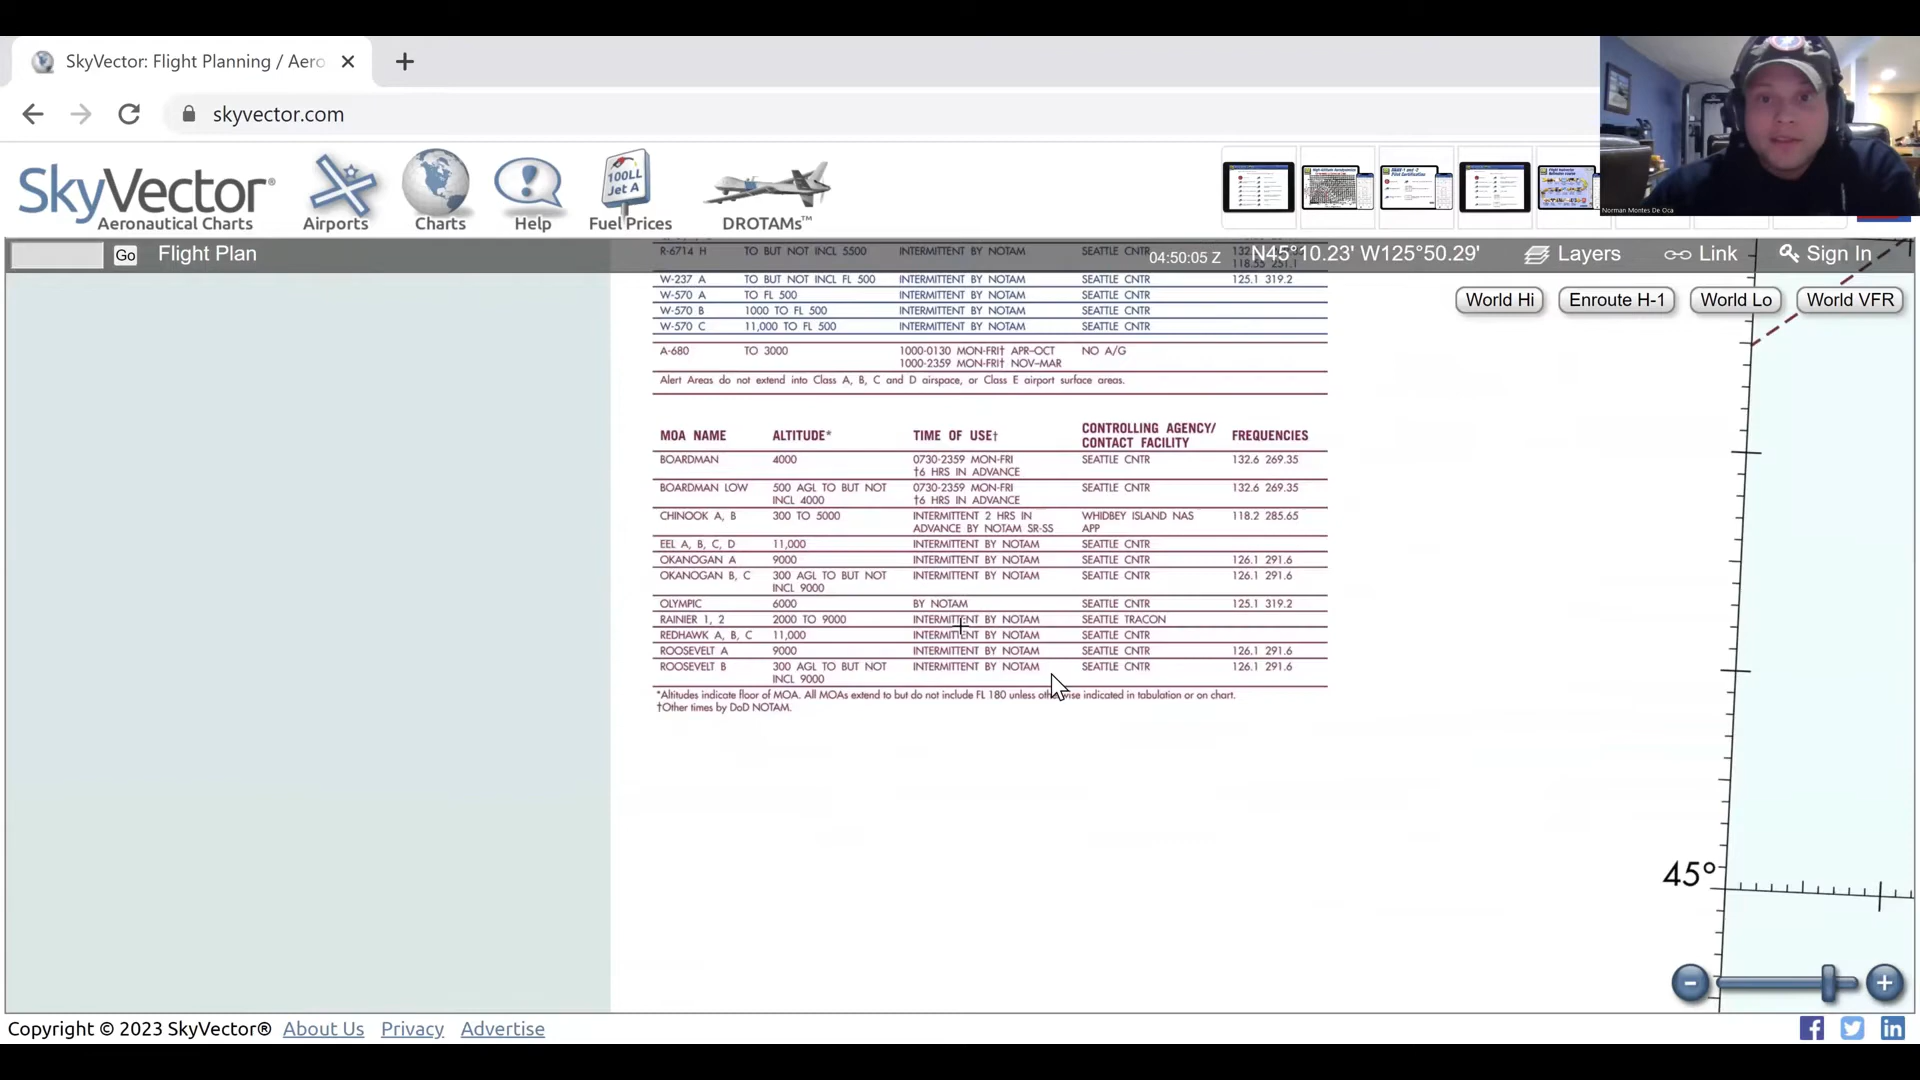 SkyVector: Flight Planning / Aero
skyvector.com
SkyVector®
Aeronautical Charts
Airports
Charts
Help
100LL
Jet A
Fuel Prices
DROTAMs™
Norman Montes De Oca
Go
Flight Plan
04:50:05 Z
N45°10.23' W125°50.29'
Layers
Link
Sign In
World Hi
Enroute H-1
World Lo
World VFR
R-6714 H TO BUT NOT INCL 5500 INTERMITTENT BY NOTAM SEATTLE CNTR
W-237 A TO BUT NOT INCL FL 500 INTERMITTENT BY NOTAM SEATTLE CNTR 125.1 319.2
W-570 A TO FL 500 INTERMITTENT BY NOTAM SEATTLE CNTR
W-570 B 1000 TO FL 500 INTERMITTENT BY NOTAM SEATTLE CNTR
W-570 C 11,000 TO FL 500 INTERMITTENT BY NOTAM SEATTLE CNTR
A-680 TO 3000 1000-0130 MON-FRI† APR–OCT NO A/G
1000-2359 MON-FRI† NOV–MAR
Alert Areas do not extend into Class A, B, C and D airspace, or Class E airport surface areas.
MOA NAME ALTITUDE* TIME OF USE† CONTROLLING AGENCY/ FREQUENCIES
CONTACT FACILITY
BOARDMAN 4000 0730-2359 MON-FRI SEATTLE CNTR 132.6 269.35
†6 HRS IN ADVANCE
BOARDMAN LOW 500 AGL TO BUT NOT 0730-2359 MON-FRI SEATTLE CNTR 132.6 269.35
INCL 4000 †6 HRS IN ADVANCE
CHINOOK A, B 300 TO 5000 INTERMITTENT 2 HRS IN WHIDBEY ISLAND NAS 118.2 285.65
ADVANCE BY NOTAM SR-SS APP
EEL A, B, C, D 11,000 INTERMITTENT BY NOTAM SEATTLE CNTR
OKANOGAN A 9000 INTERMITTENT BY NOTAM SEATTLE CNTR 126.1 291.6
OKANOGAN B, C 300 AGL TO BUT NOT INTERMITTENT BY NOTAM SEATTLE CNTR 126.1 291.6
INCL 9000
OLYMPIC 6000 BY NOTAM SEATTLE CNTR 125.1 319.2
RAINIER 1, 2 2000 TO 9000 INTERMITTENT BY NOTAM SEATTLE TRACON
REDHAWK A, B, C 11,000 INTERMITTENT BY NOTAM SEATTLE CNTR
ROOSEVELT A 9000 INTERMITTENT BY NOTAM SEATTLE CNTR 126.1 291.6
ROOSEVELT B 300 AGL TO BUT NOT INTERMITTENT BY NOTAM SEATTLE CNTR 126.1 291.6
INCL 9000
*Altitudes indicate floor of MOA. All MOAs extend to but do not include FL 180 unless otherwise indicated in tabulation or on chart.
†Other times by DoD NOTAM.
45°
Copyright © 2023 SkyVector® About Us Privacy Advertise